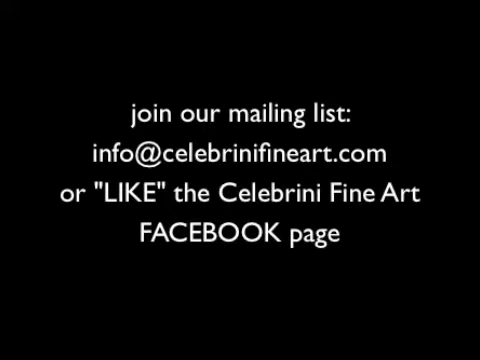 join our mailing list:
info@celebrinifineart.com
or "LIKE" the Celebrini Fine Art
FACEBOOK page